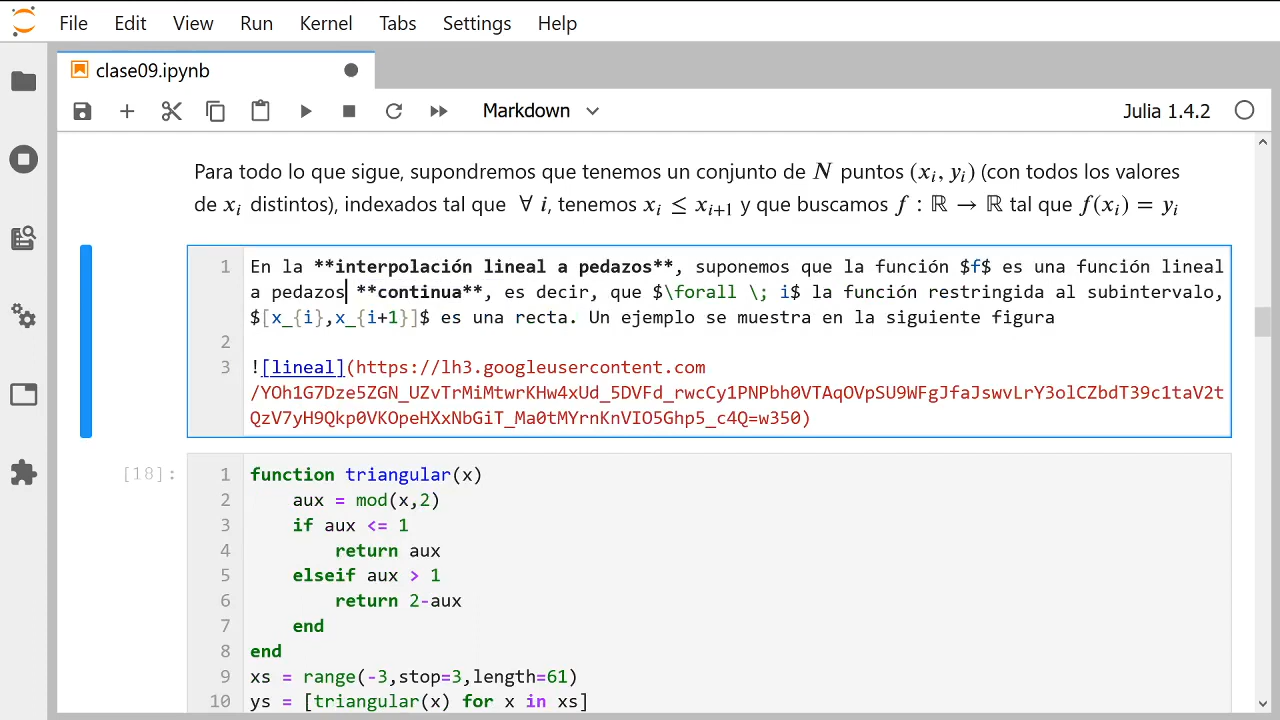 File Edit View Run Kernel Tabs Settings Help
clase09.ipynb
Markdown Julia 1.4.2
Para todo lo que sigue, supondremos que tenemos un conjunto de N puntos (xᵢ, yᵢ) (con todos los valores
de xᵢ distintos), indexados tal que ∀ i, tenemos xᵢ ≤ xᵢ₊₁ y que buscamos f : ℝ → ℝ tal que f(xᵢ) = yᵢ
1 En la **interpolación lineal a pedazos**, suponemos que la función $f$ es una función lineal
a pedazos **continua**, es decir, que $\forall \; i$ la función restringida al subintervalo,
$[x_{i},x_{i+1}]$ es una recta. Un ejemplo se muestra en la siguiente figura
2
3 ![lineal](https://lh3.googleusercontent.com
/YOh1G7Dze5ZGN_UZvTrMiMtwrKHw4xUd_5DVFd_rwcCy1PNPbh0VTAqOVpSU9WFgJfaJswvLrY3olCZbdT39c1taV2t
QzV7yH9Qkp0VKOpeHXxNbGiT_Ma0tMYrnKnVIO5Ghp5_c4Q=w350)
[18]:
1 function triangular(x)
2 aux = mod(x,2)
3 if aux <= 1
4 return aux
5 elseif aux > 1
6 return 2-aux
7 end
8 end
9 xs = range(-3,stop=3,length=61)
10 ys = [triangular(x) for x in xs]